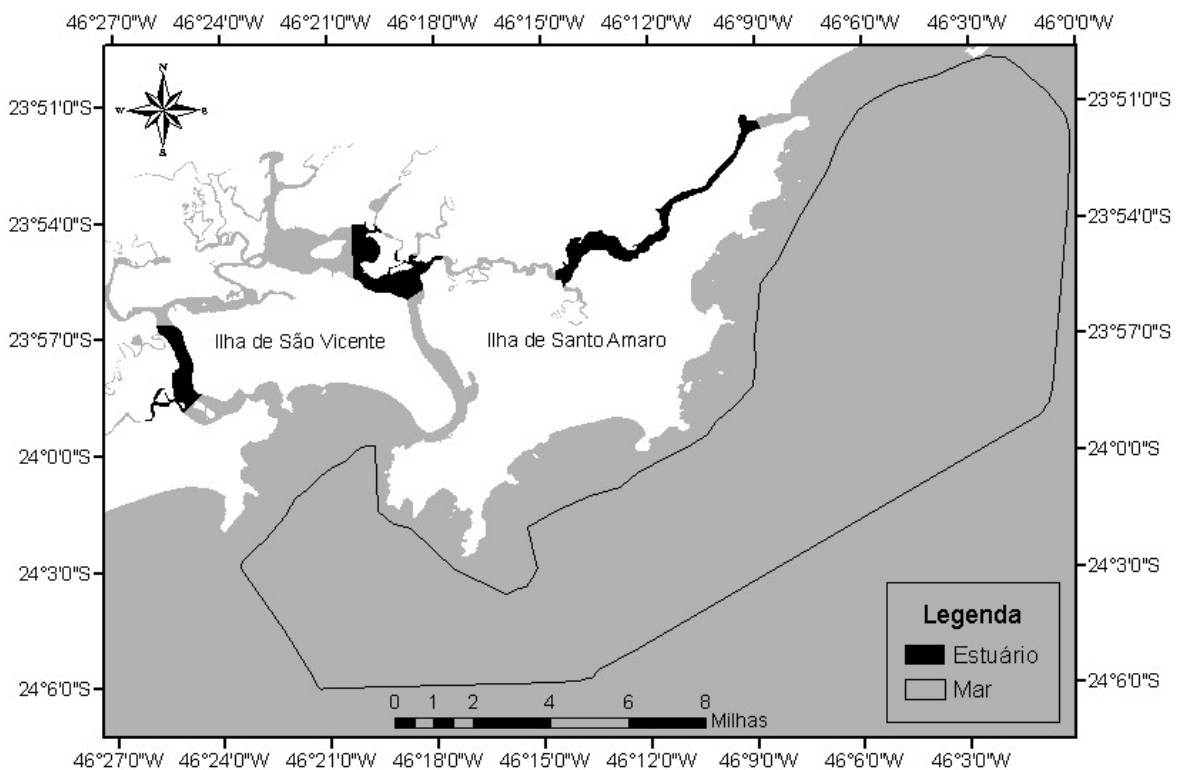 46°27'0"W 46°24'0"W 46°21'0"W 46°18'0"W 46°15'0"W 46°12'0"W 46°9'0"W 46°6'0"W 46°3'0"W 46°0'0"W
N
W
S
23°51'0"S
23°51'0"S
23°54'0"S
23°54'0"S
23°57'0"S
Ilha de São Vicente
Ilha de Santo Amaro
23°57'0"S
24°0'0"S
24°0'0"S
24°3'0"S
24°3'0"S
Legenda
Estuário
Mar
24°6'0"S
24°6'0"S
0 1 2 4 6 8
Milhas
46°27'0"W 46°24'0"W 46°21'0"W 46°18'0"W 46°15'0"W 46°12'0"W 46°9'0"W 46°6'0"W 46°3'0"W